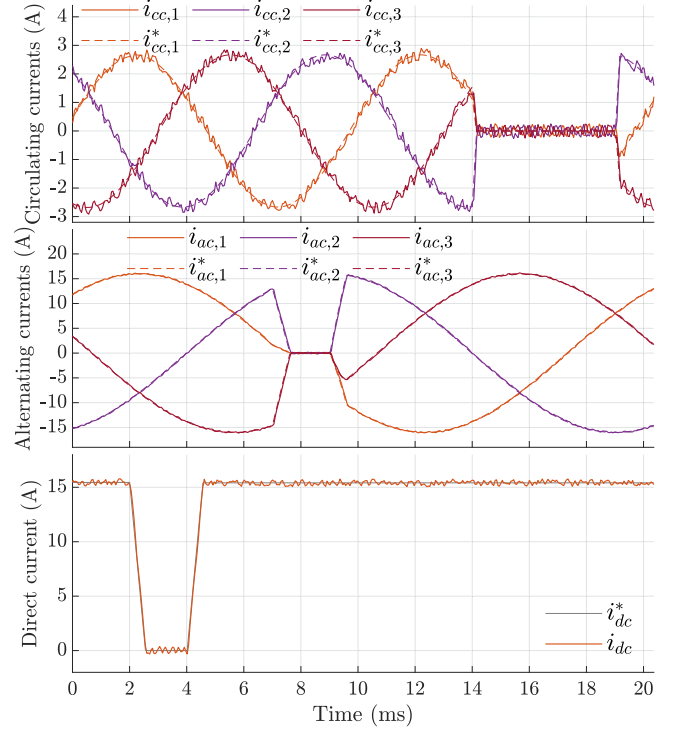 i_{cc,1} i_{cc,2} i_{cc,3}
i^*_{cc,1} i^*_{cc,2} i^*_{cc,3}
Circulating currents (A)
4
3
2
1
0
-1
-2
-3
i_{ac,1} i_{ac,2} i_{ac,3}
i^*_{ac,1} i^*_{ac,2} i^*_{ac,3}
Alternating currents (A)
20
15
10
5
0
-5
-10
-15
Direct current (A)
15
10
5
0
i^*_{dc}
i_{dc}
0 2 4 6 8 10 12 14 16 18 20
Time (ms)